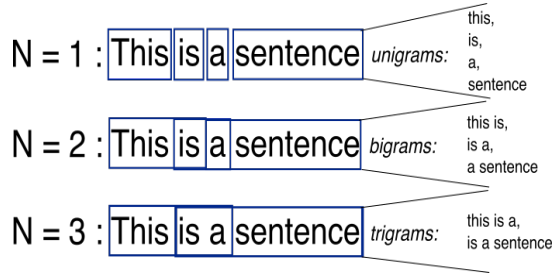 N = 1 : This is a sentence unigrams:
this,
is,
a,
sentence
N = 2 : This is a sentence bigrams:
this is,
is a,
a sentence
N = 3 : This is a sentence trigrams:
this is a,
is a sentence